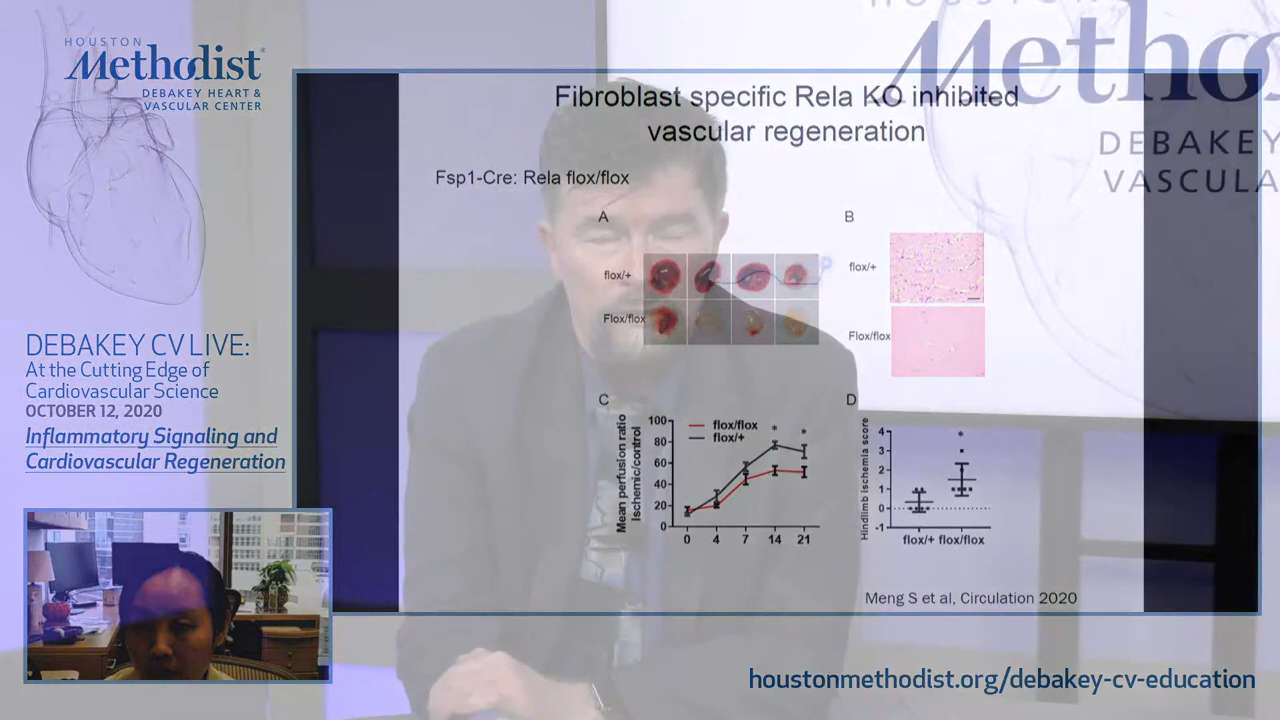 HOUSTON
Methodist
DEBAKEY HEART &
VASCULAR CENTER
DEBAKEY CV LIVE:
At the Cutting Edge of
Cardiovascular Science
OCTOBER 12, 2020
Inflammatory Signaling and
Cardiovascular Regeneration
Fibroblast specific Rela KO inhibited
vascular regeneration
Fsp1-Cre: Rela flox/flox
A
flox/+
Flox/flox
B
flox/+
Flox/flox
C
Mean perfusion ratio
Ischemic/control
100
80
60
40
20
0
flox/flox
flox/+
*
*
0 4 7 14 21
D
Hindlimb ischemia score
4
3
2
1
0
-1
*
flox/+ flox/flox
Meng S et al, Circulation 2020
HOUSTON
Metho
DEBAKEY
VASCULA
houstonmethodist.org/debakey-cv-education